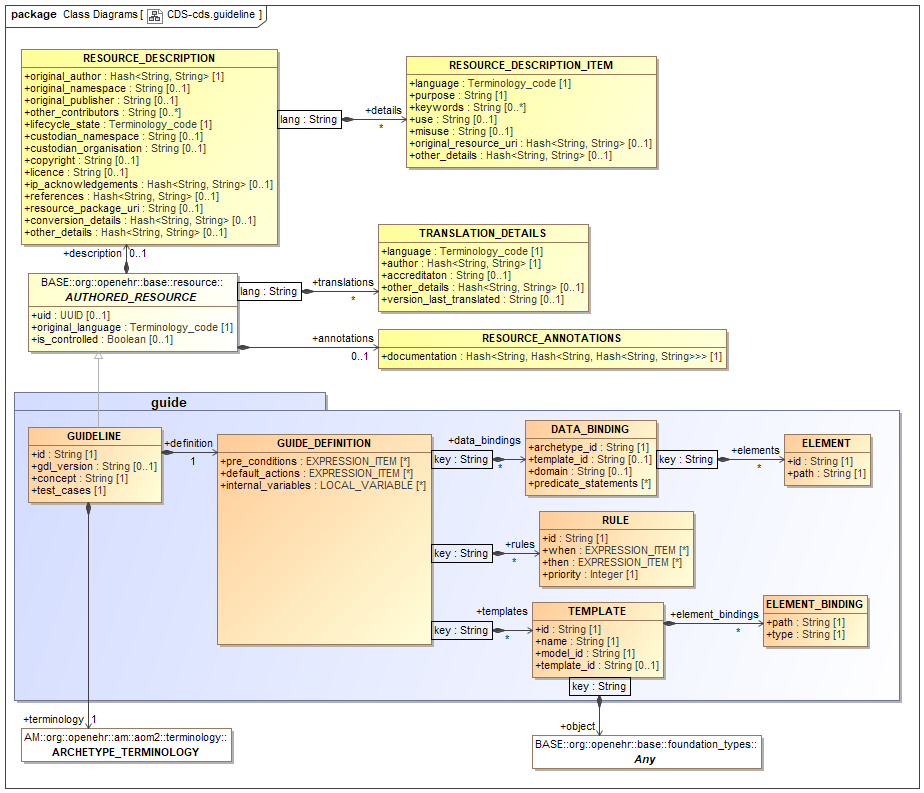 package Class Diagrams [ CDS-cds.guideline ]
RESOURCE_DESCRIPTION
+original_author : Hash<String, String> [1]
+original_namespace : String [0..1]
+original_publisher : String [0..1]
+other_contributors : String [0..*]
+lifecycle_state : Terminology_code [1]
+custodian_namespace : String [0..1]
+custodian_organisation : String [0..1]
+copyright : String [0..1]
+licence : String [0..1]
+ip_acknowledgements : Hash<String, String> [0..1]
+references : Hash<String, String> [0..1]
+resource_package_uri : String [0..1]
+conversion_details : Hash<String, String> [0..1]
+other_details : Hash<String, String> [0..1]
lang : String
+details
*
RESOURCE_DESCRIPTION_ITEM
+language : Terminology_code [1]
+purpose : String [1]
+keywords : String [0..*]
+use : String [0..1]
+misuse : String [0..1]
+original_resource_uri : Hash<String, String> [0..1]
+other_details : Hash<String, String> [0..1]
+description 0..1
BASE::org::openehr::base::resource::
AUTHORED_RESOURCE
+uid : UUID [0..1]
+original_language : Terminology_code [1]
+is_controlled : Boolean [0..1]
lang : String
+translations
*
TRANSLATION_DETAILS
+language : Terminology_code [1]
+author : Hash<String, String> [1]
+accreditaton : String [0..1]
+other_details : Hash<String, String> [0..1]
+version_last_translated : String [0..1]
+annotations
0..1
RESOURCE_ANNOTATIONS
+documentation : Hash<String, Hash<String, Hash<String, String>>> [1]
guide
GUIDELINE
+id : String [1]
+gdl_version : String [0..1]
+concept : String [1]
+test_cases [1]
+definition
1
GUIDE_DEFINITION
+pre_conditions : EXPRESSION_ITEM [*]
+default_actions : EXPRESSION_ITEM [*]
+internal_variables : LOCAL_VARIABLE [*]
key : String
+data_bindings
*
DATA_BINDING
+archetype_id : String [1]
+template_id : String [0..1]
+domain : String [0..1]
+predicate_statements [*]
key : String
+elements
*
ELEMENT
+id : String [1]
+path : String [1]
key : String
+rules
*
RULE
+id : String [1]
+when : EXPRESSION_ITEM [*]
+then : EXPRESSION_ITEM [*]
+priority : Integer [1]
key : String
+templates
*
TEMPLATE
+id : String [1]
+name : String [1]
+model_id : String [1]
+template_id : String [0..1]
+element_bindings
*
ELEMENT_BINDING
+path : String [1]
+type : String [1]
key : String
+object
BASE::org::openehr::base::foundation_types::
Any
+terminology 1
AM::org::openehr::am::aom2::terminology::
ARCHETYPE_TERMINOLOGY